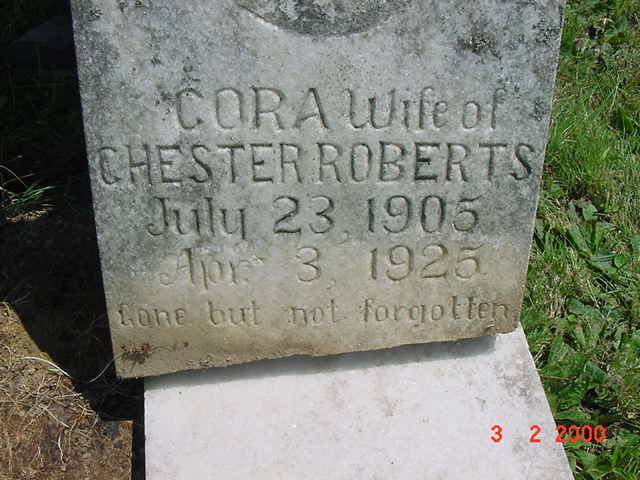 CORA Wife of
CHESTER ROBERTS
July 23, 1905
Apr. 3, 1925
Gone but not forgotten.
3 2 2000